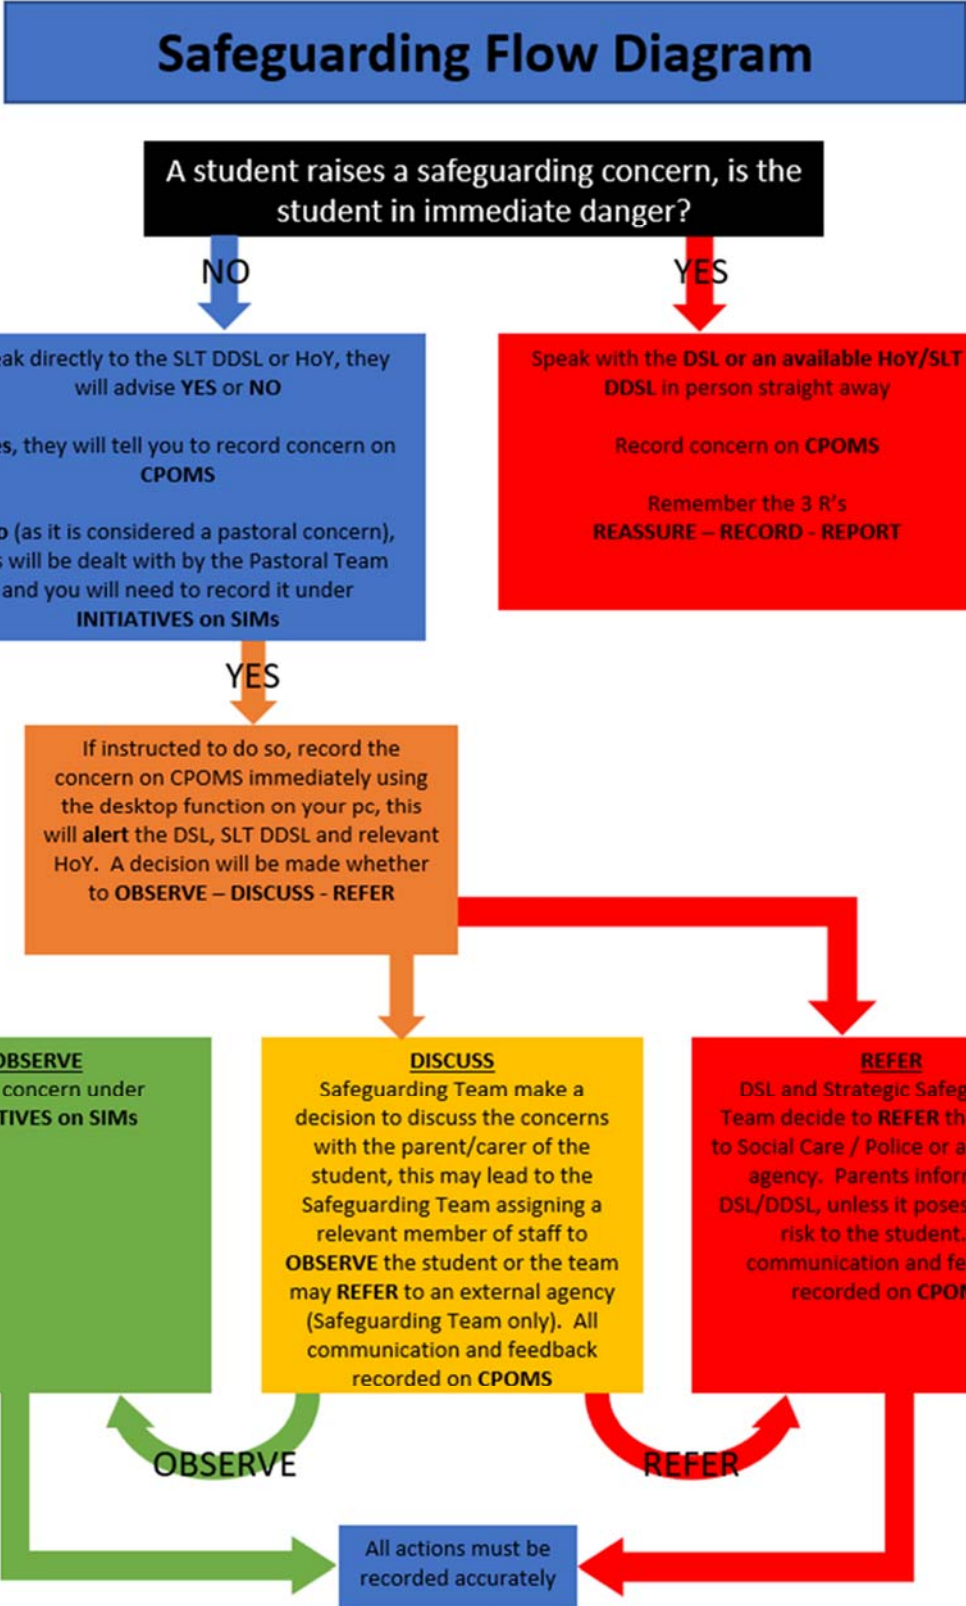 Safeguarding Flow Diagram
A student raises a safeguarding concern, is the
student in immediate danger?
NO
YES
directly to the SLT DDSL or HoY, they
will advise YES or NO
they will tell you to record concern on
CPOMS
(as it is considered a pastoral concern),
will be dealt with by the Pastoral Team
and you will need to record it under
INITIATIVES on SIMs
Speak with the DSL or an available HoY/SLT
DDSL in person straight away
Record concern on CPOMS
Remember the 3 R's
REASSURE – RECORD - REPORT
YES
If instructed to do so, record the
concern on CPOMS immediately using
the desktop function on your pc, this
will alert the DSL, SLT DDSL and relevant
HoY. A decision will be made whether
to OBSERVE – DISCUSS - REFER
concern under
on SIMs
DISCUSS
Safeguarding Team make a
decision to discuss the concerns
with the parent/carer of the
student, this may lead to the
Safeguarding Team assigning a
relevant member of staff to
OBSERVE the student or the team
may REFER to an external agency
(Safeguarding Team only). All
communication and feedback
recorded on CPOMS
REFER
DSL and Strategic
Team decide to REFER
to Social Care / Police or
agency. Parents
DSL/DDSL, unless it poses
risk to the student.
communication and
recorded on
OBSERVE
REFER
All actions must be
recorded accurately